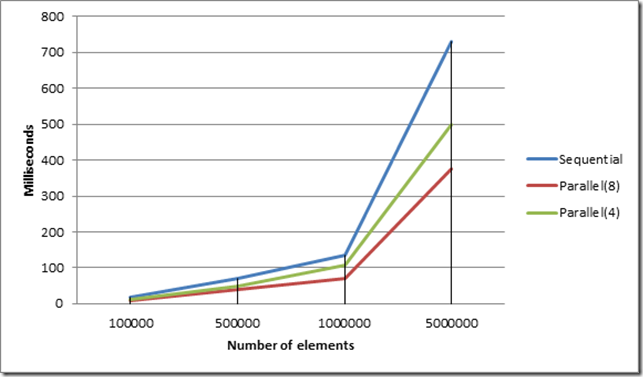 800
700
600
500
400
300
200
100
0
Milliseconds
100000
500000
1000000
5000000
Number of elements
Sequential
Parallel(8)
Parallel(4)